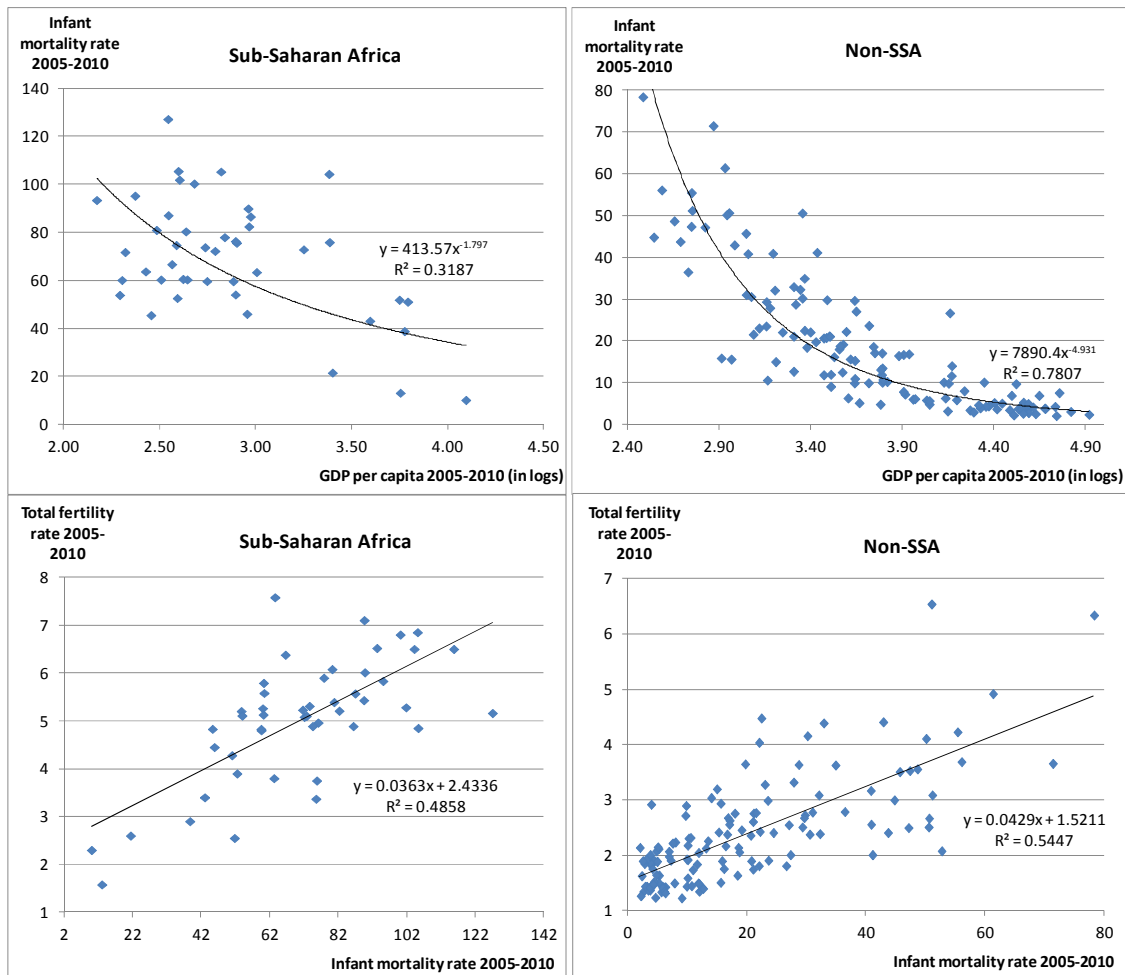 Infant
mortality rate
2005-2010
Sub-Saharan Africa
140
120
100
80
60
40
20
0
y = 413.57x-1.797
R² = 0.3187
2.00 2.50 3.00 3.50 4.00 4.50
GDP per capita 2005-2010 (in logs)
Infant
mortality rate
2005-2010
Non-SSA
80
70
60
50
40
30
20
10
0
y = 7890.4x-4.931
R² = 0.7807
2.40 2.90 3.40 3.90 4.40 4.90
GDP per capita 2005-2010 (in logs)
Total fertility
rate 2005-
2010
Sub-Saharan Africa
8
7
6
5
4
3
2
1
y = 0.0363x + 2.4336
R² = 0.4858
2 22 42 62 82 102 122 142
Infant mortality rate 2005-2010
Total fertility
rate 2005-
2010
Non-SSA
7
6
5
4
3
2
1
y = 0.0429x + 1.5211
R² = 0.5447
0 20 40 60 80
Infant mortality rate 2005-2010